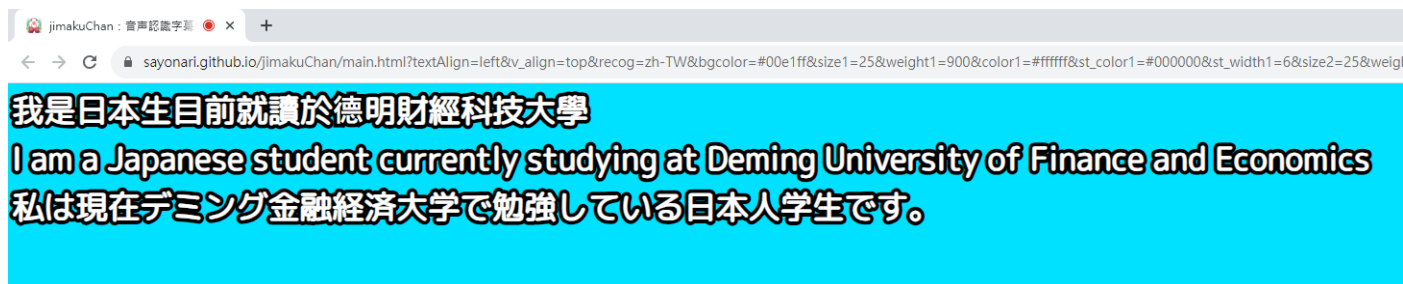 jimakuChan : 音声認識字幕
sayonari.github.io/jimakuChan/main.html?textAlign=left&v_align=top&recog=zh-TW&bgcolor=#00e1ff&size1=25&weight1=900&color1=#ffffff&st_color1=#000000&st_width1=6&size2=25&weigh
我是日本生目前就讀於德明財經科技大學
I am a Japanese student currently studying at Deming University of Finance and Economics
私は現在デミング金融経済大学で勉強している日本人学生です。